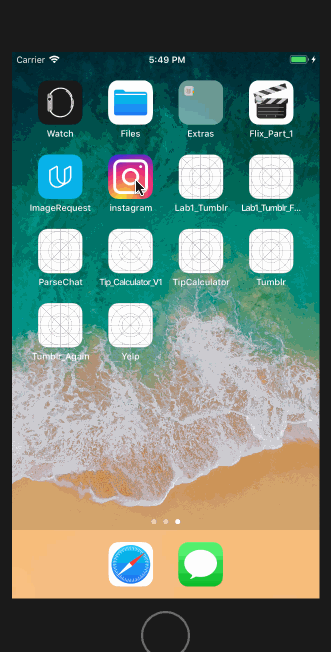 Carrier 5:49 PM
Watch Files Extras Flix_Part_1
ImageRequest instagram Lab1_Tumblr Lab1_Tumblr_F...
ParseChat Tip_Calculator_V1 TipCalculator Tumblr
Tumblr_Again Yelp